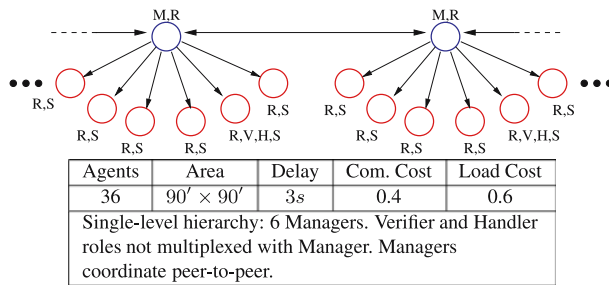 M,R M,R
R,S R,S R,S R,S
R,S R,V,H,S R,S R,V,H,S
R,S R,S R,S R,S
Agents Area Delay Com. Cost Load Cost
36 90′ × 90′ 3s 0.4 0.6
Single-level hierarchy: 6 Managers. Verifier and Handler
roles not multiplexed with Manager. Managers
coordinate peer-to-peer.